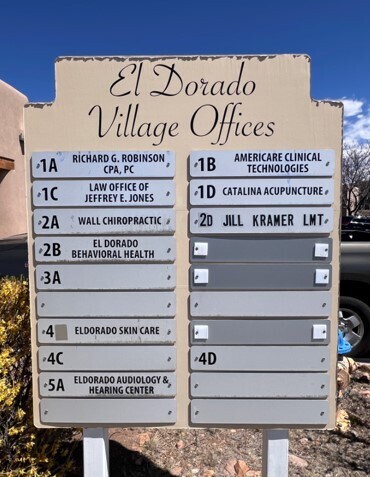 El Dorado
Village Offices
1A RICHARD G. ROBINSON
CPA, PC
1B AMERICARE CLINICAL
TECHNOLOGIES
1C LAW OFFICE OF
JEFFREY E. JONES
1D CATALINA ACUPUNCTURE
2A WALL CHIROPRACTIC
2D JILL KRAMER LMT
2B EL DORADO
BEHAVIORAL HEALTH
3A
4 ELDORADO SKIN CARE
4C
4D
5A ELDORADO AUDIOLOGY &
HEARING CENTER